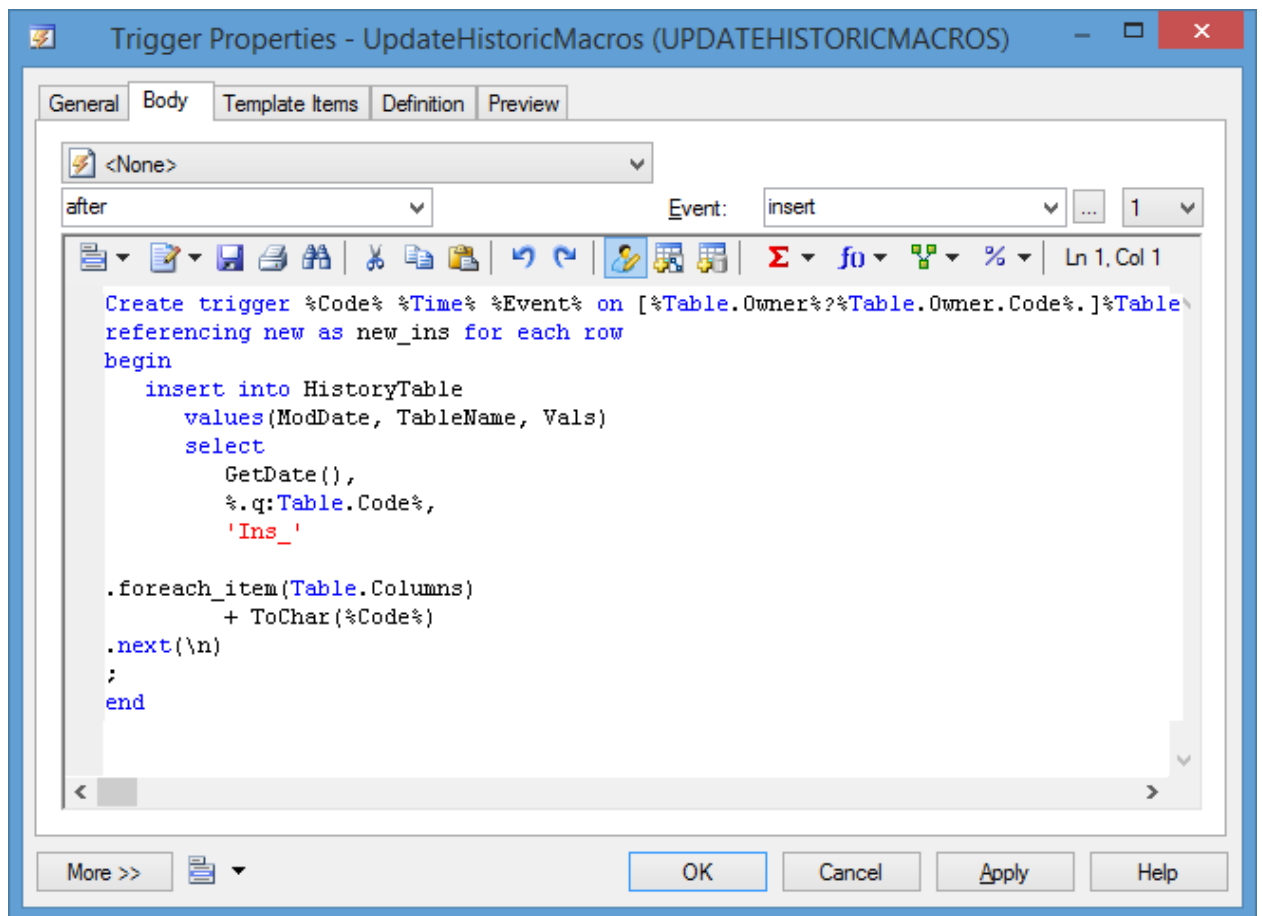 Trigger Properties - UpdateHistoricMacros (UPDATEHISTORICMACROS)
General Body Template Items Definition Preview
<None>
after Event: insert ... 1
Σ f() % Ln 1, Col 1
Create trigger %Code% %Time% %Event% on [%Table.Owner%?%Table.Owner.Code%.]%Table
referencing new as new_ins for each row
begin
insert into HistoryTable
values(ModDate, TableName, Vals)
select
GetDate(),
%.q:Table.Code%,
'Ins_'
.foreach_item(Table.Columns)
+ ToChar(%Code%)
.next(\n)
;
end
More >> OK Cancel Apply Help